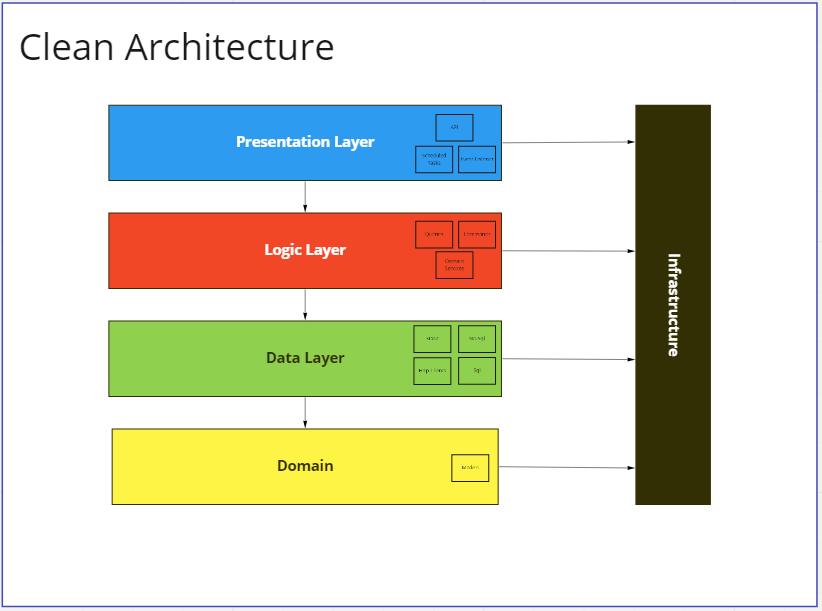 Clean Architecture
Presentation Layer
API
Scheduled
Tasks
Event Listener
Logic Layer
Queries
Commands
Domain
Services
Data Layer
NoSql
Http Clients
Sql
Domain
Models
Infrastructure